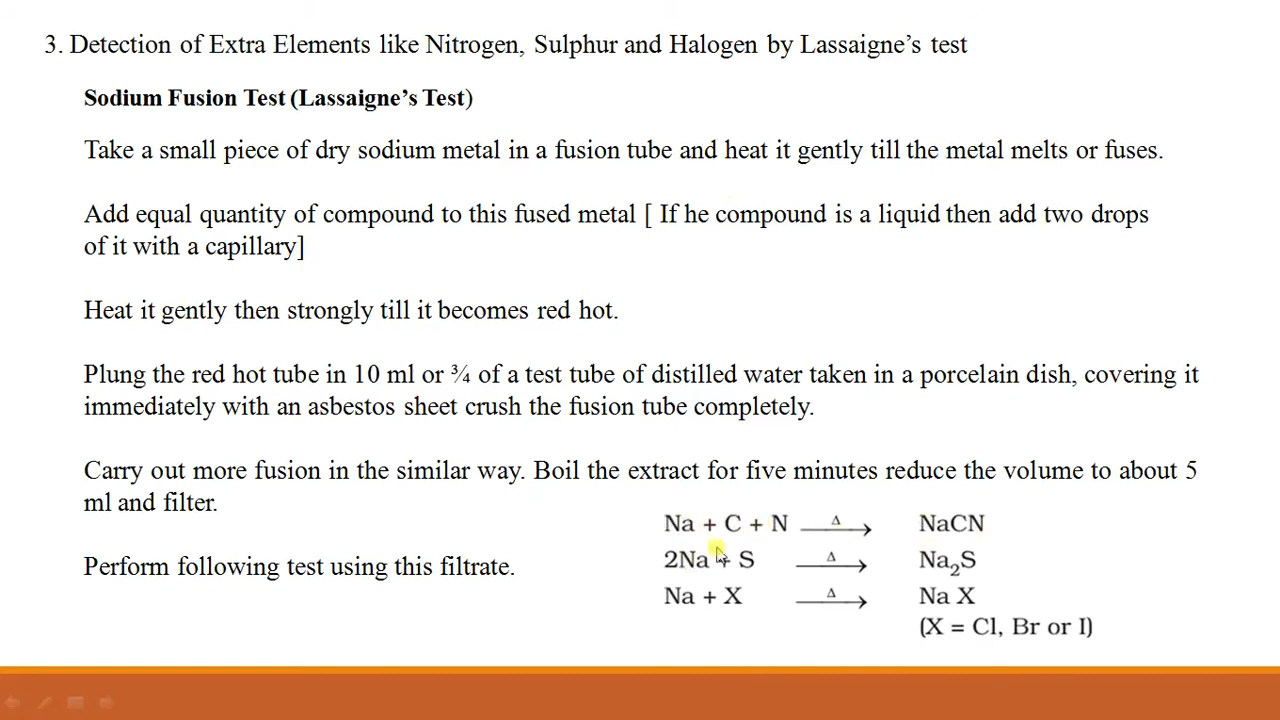 3. Detection of Extra Elements like Nitrogen, Sulphur and Halogen by Lassaigne’s test
Sodium Fusion Test (Lassaigne’s Test)
Take a small piece of dry sodium metal in a fusion tube and heat it gently till the metal melts or fuses.
Add equal quantity of compound to this fused metal [ If he compound is a liquid then add two drops
of it with a capillary]
Heat it gently then strongly till it becomes red hot.
Plung the red hot tube in 10 ml or ¾ of a test tube of distilled water taken in a porcelain dish, covering it
immediately with an asbestos sheet crush the fusion tube completely.
Carry out more fusion in the similar way. Boil the extract for five minutes reduce the volume to about 5
ml and filter.
Perform following test using this filtrate.
Na + C + N —Δ→ NaCN
2Na + S —Δ→ Na₂S
Na + X —Δ→ Na X
(X = Cl, Br or I)